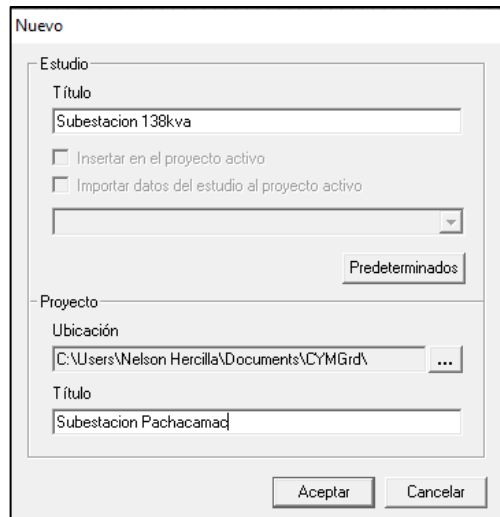 Nuevo
Estudio
Título
Subestacion 138kva
Insertar en el proyecto activo
Importar datos del estudio al proyecto activo
Predeterminados
Proyecto
Ubicación
C:\Users\Nelson Hercilla\Documents\CYMGrd\
...
Título
Subestacion Pachacamac
Aceptar
Cancelar